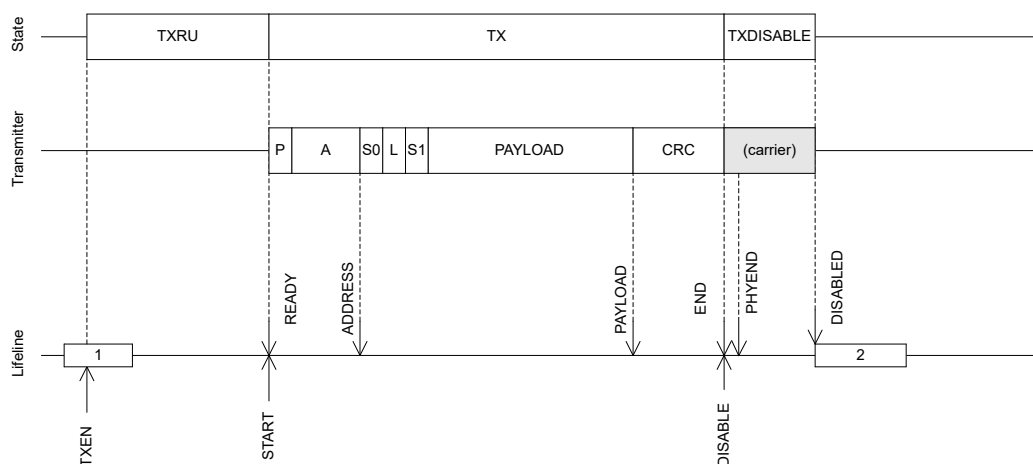 State
TXRU
TX
TXDISABLE
Transmitter
P
A
S0
L
S1
PAYLOAD
CRC
(carrier)
READY
ADDRESS
PAYLOAD
END
PHYEND
DISABLED
Lifeline
1
2
TXEN
START
DISABLE